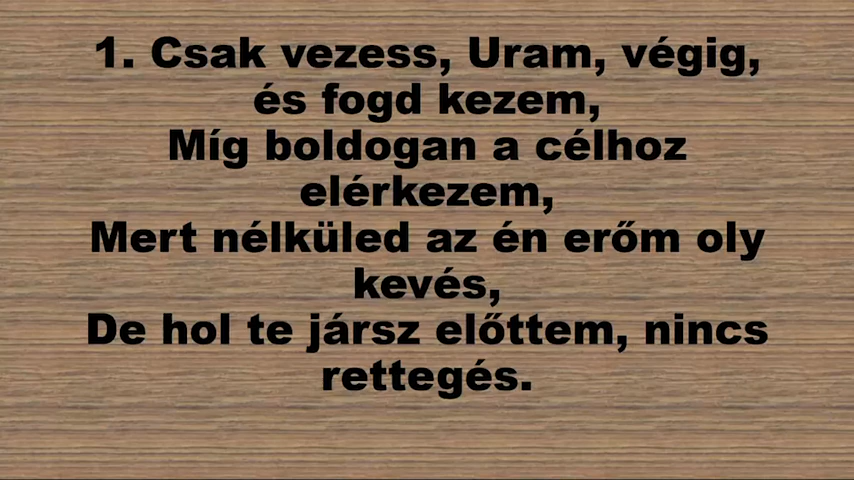 1. Csak vezess, Uram, végig,
és fogd kezem,
Míg boldogan a célhoz
elérkezem,
Mert nélküled az én erőm oly
kevés,
De hol te jársz előttem, nincs
rettegés.